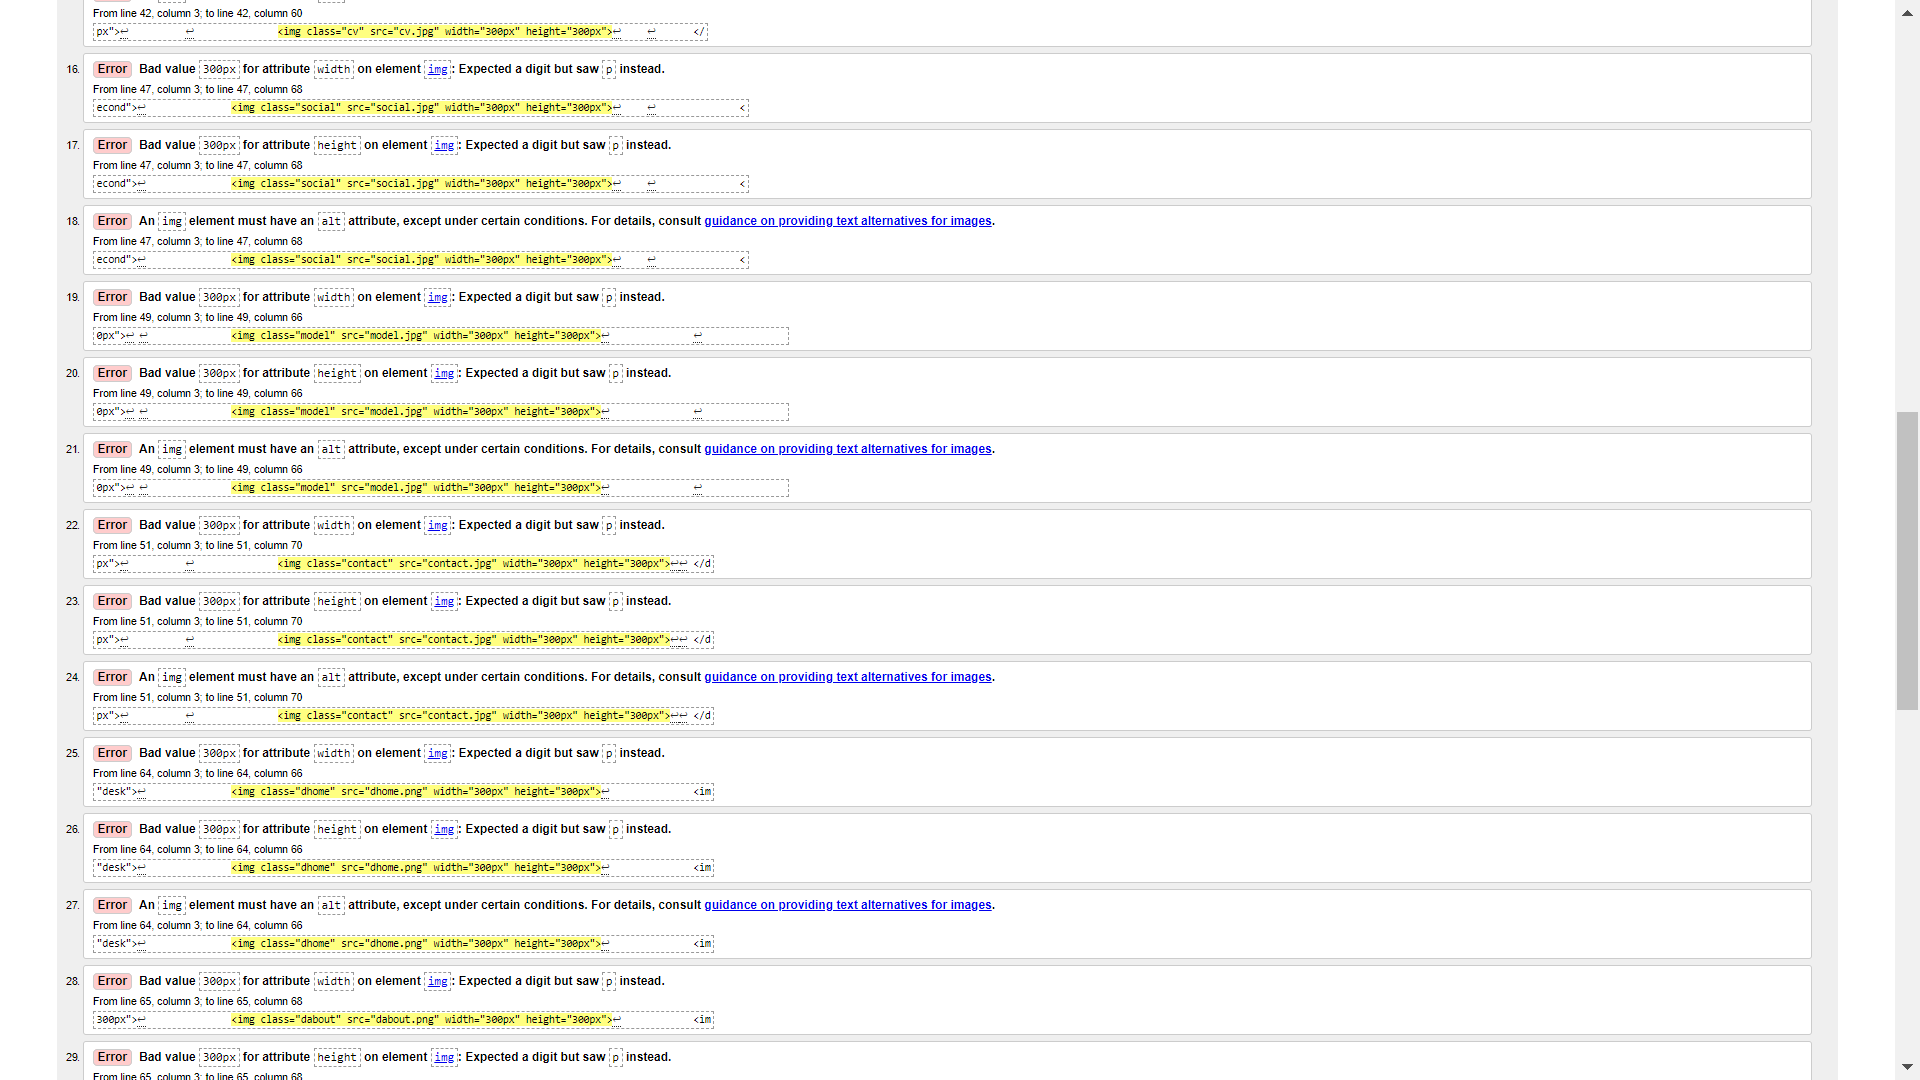 From line 42, column 3; to line 42, column 60
px">↩ ↩ <img class="cv" src="cv.jpg" width="300px" height="300px">↩ ↩ </
16. Error Bad value 300px for attribute width on element img: Expected a digit but saw p instead.
From line 47, column 3; to line 47, column 68
econd">↩ <img class="social" src="social.jpg" width="300px" height="300px">↩ ↩ <
17. Error Bad value 300px for attribute height on element img: Expected a digit but saw p instead.
From line 47, column 3; to line 47, column 68
econd">↩ <img class="social" src="social.jpg" width="300px" height="300px">↩ ↩ <
18. Error An img element must have an alt attribute, except under certain conditions. For details, consult guidance on providing text alternatives for images.
From line 47, column 3; to line 47, column 68
econd">↩ <img class="social" src="social.jpg" width="300px" height="300px">↩ ↩ <
19. Error Bad value 300px for attribute width on element img: Expected a digit but saw p instead.
From line 49, column 3; to line 49, column 66
0px">↩ ↩ <img class="model" src="model.jpg" width="300px" height="300px">↩ ↩
20. Error Bad value 300px for attribute height on element img: Expected a digit but saw p instead.
From line 49, column 3; to line 49, column 66
0px">↩ ↩ <img class="model" src="model.jpg" width="300px" height="300px">↩ ↩
21. Error An img element must have an alt attribute, except under certain conditions. For details, consult guidance on providing text alternatives for images.
From line 49, column 3; to line 49, column 66
0px">↩ ↩ <img class="model" src="model.jpg" width="300px" height="300px">↩ ↩
22. Error Bad value 300px for attribute width on element img: Expected a digit but saw p instead.
From line 51, column 3; to line 51, column 70
px">↩ ↩ <img class="contact" src="contact.jpg" width="300px" height="300px">↩↩ </d
23. Error Bad value 300px for attribute height on element img: Expected a digit but saw p instead.
From line 51, column 3; to line 51, column 70
px">↩ ↩ <img class="contact" src="contact.jpg" width="300px" height="300px">↩↩ </d
24. Error An img element must have an alt attribute, except under certain conditions. For details, consult guidance on providing text alternatives for images.
From line 51, column 3; to line 51, column 70
px">↩ ↩ <img class="contact" src="contact.jpg" width="300px" height="300px">↩↩ </d
25. Error Bad value 300px for attribute width on element img: Expected a digit but saw p instead.
From line 64, column 3; to line 64, column 66
"desk">↩ <img class="dhome" src="dhome.png" width="300px" height="300px">↩ <im
26. Error Bad value 300px for attribute height on element img: Expected a digit but saw p instead.
From line 64, column 3; to line 64, column 66
"desk">↩ <img class="dhome" src="dhome.png" width="300px" height="300px">↩ <im
27. Error An img element must have an alt attribute, except under certain conditions. For details, consult guidance on providing text alternatives for images.
From line 64, column 3; to line 64, column 66
"desk">↩ <img class="dhome" src="dhome.png" width="300px" height="300px">↩ <im
28. Error Bad value 300px for attribute width on element img: Expected a digit but saw p instead.
From line 65, column 3; to line 65, column 68
300px">↩ <img class="dabout" src="dabout.png" width="300px" height="300px">↩ <im
29. Error Bad value 300px for attribute height on element img: Expected a digit but saw p instead.
From line 65, column 3; to line 65, column 68